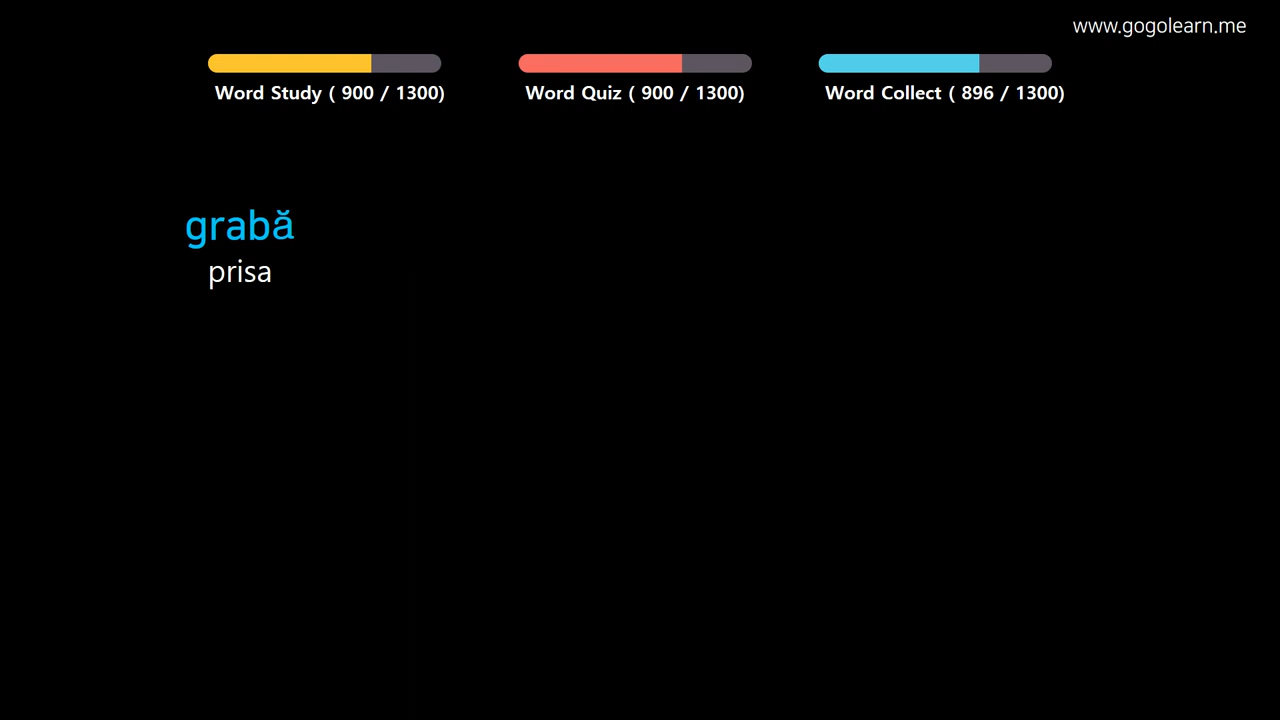 www.gogolearn.me
Word Study ( 900 / 1300)
Word Quiz ( 900 / 1300)
Word Collect ( 896 / 1300)
grabă
prisa